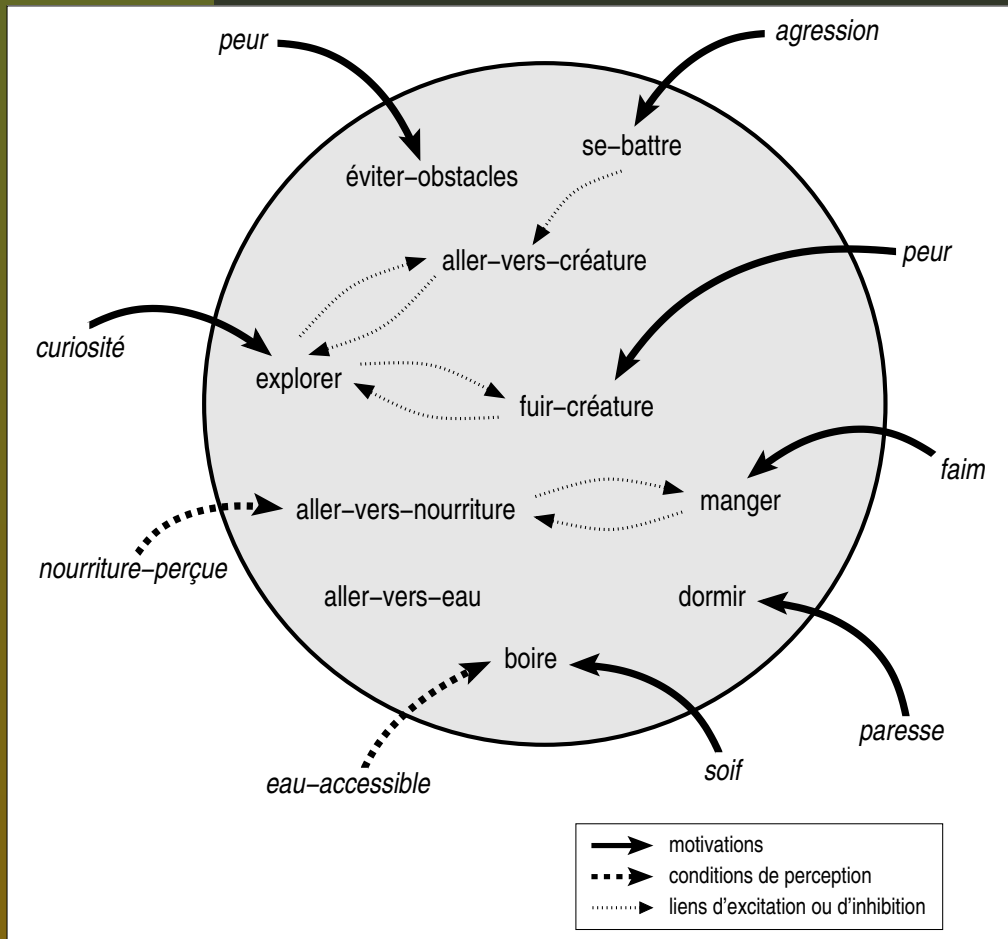 peur
agression
se–battre
éviter–obstacles
aller–vers–créature
peur
curiosité
explorer
fuir–créature
faim
manger
aller–vers–nourriture
nourriture–perçue
aller–vers–eau
dormir
boire
paresse
soif
eau–accessible
motivations
conditions de perception
liens d'excitation ou d'inhibition